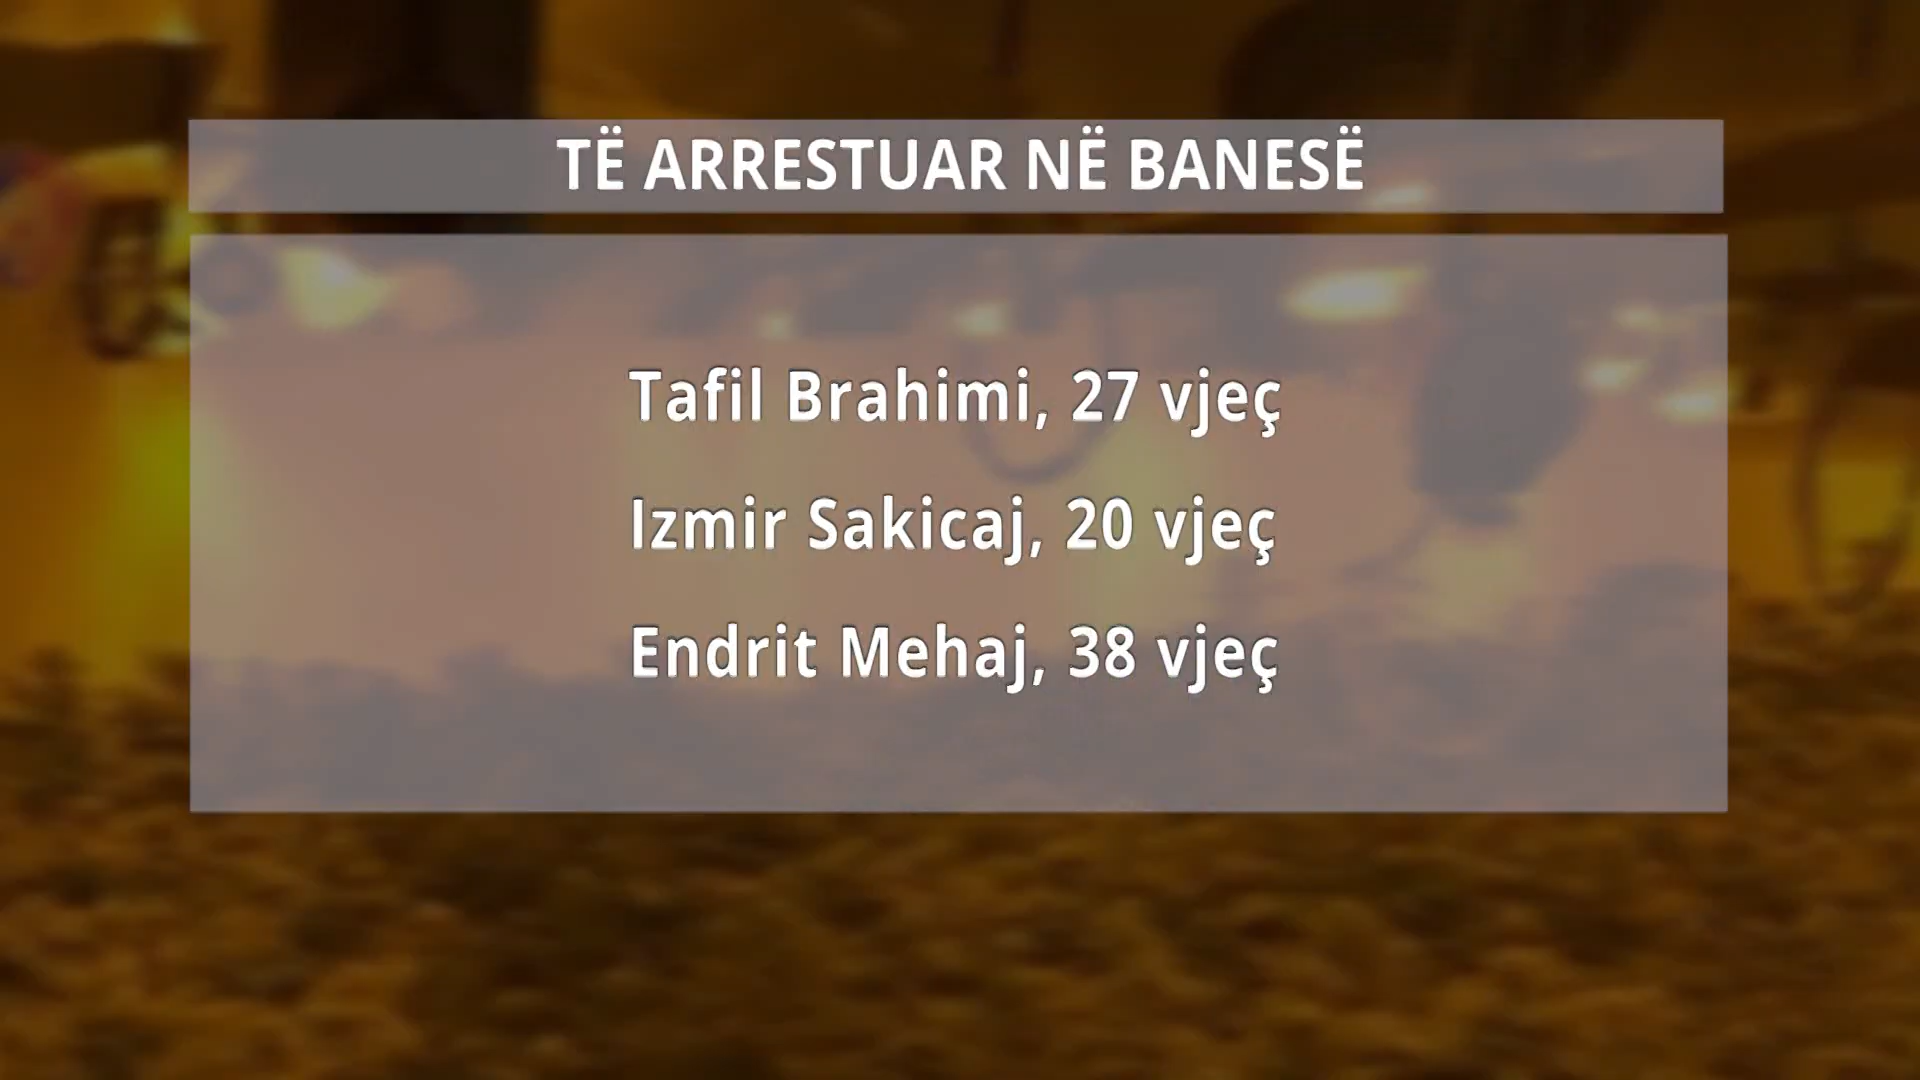 TË ARRESTUAR NË BANESË
Tafil Brahimi, 27 vjeç
Izmir Sakicaj, 20 vjeç
Endrit Mehaj, 38 vjeç